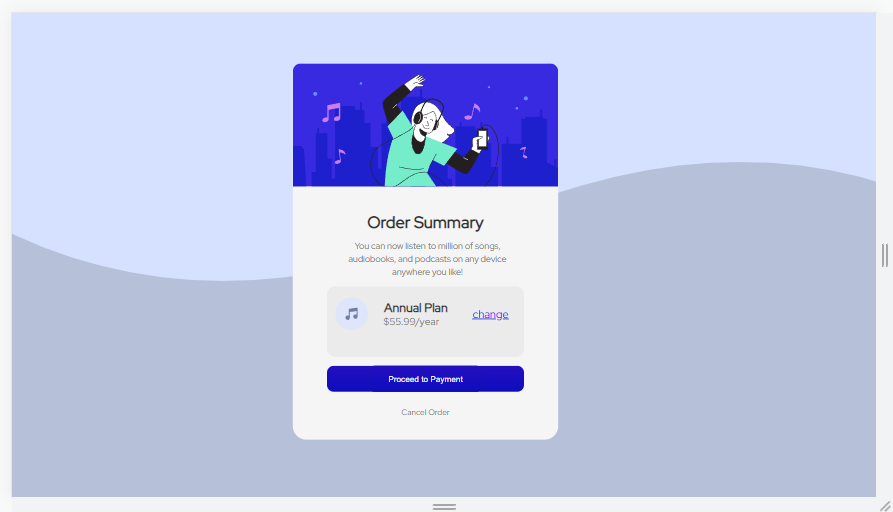 Order Summary
You can now listen to million of songs,
audiobooks, and podcasts on any device
anywhere you like!
Annual Plan
$55.99/year
change
Proceed to Payment
Cancel Order